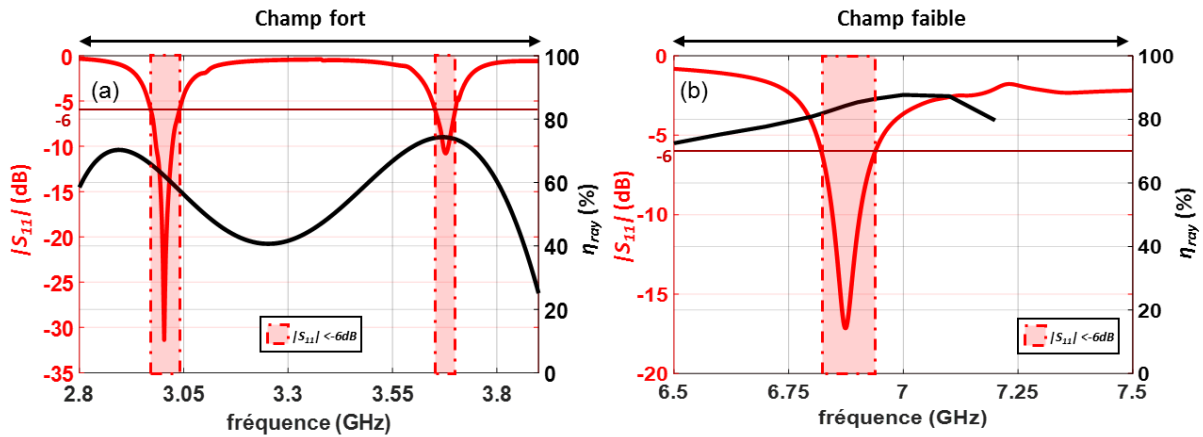 Champ fort
(a)
0
-5
-6
-10
-15
-20
-25
-30
-35
|S11| (dB)
100
80
60
40
20
0
ηray (%)
|S11| <-6dB
2.8 3.05 3.3 3.55 3.8
fréquence (GHz)
Champ faible
(b)
0
-5
-6
-10
-15
-20
|S11| (dB)
100
80
60
40
20
0
ηray (%)
|S11| <-6dB
6.5 6.75 7 7.25 7.5
fréquence (GHz)